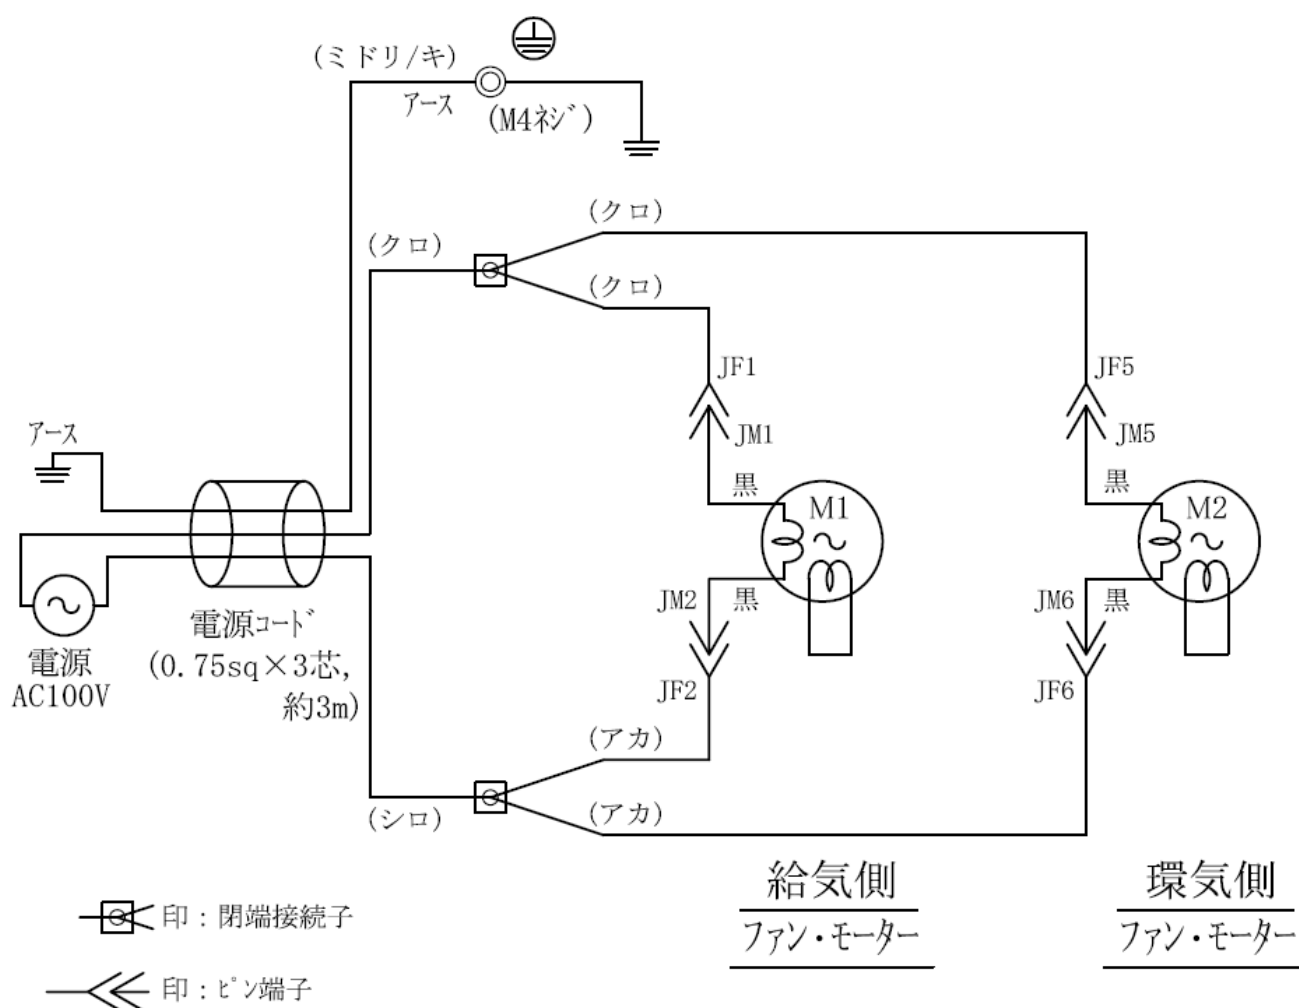 (ミドリ/キ)
アース
(M4ネジ)
(クロ)
(クロ)
(クロ)
JF1
JF5
JM1
JM5
アース
黒
黒
M1
M2
JM2
黒
JM6
黒
電源コード
(0.75sq×3芯,
約3m)
電源
AC100V
JF2
JF6
(アカ)
(シロ)
(アカ)
給気側
ファン・モーター
環気側
ファン・モーター
印：閉端接続子
印：ピン端子